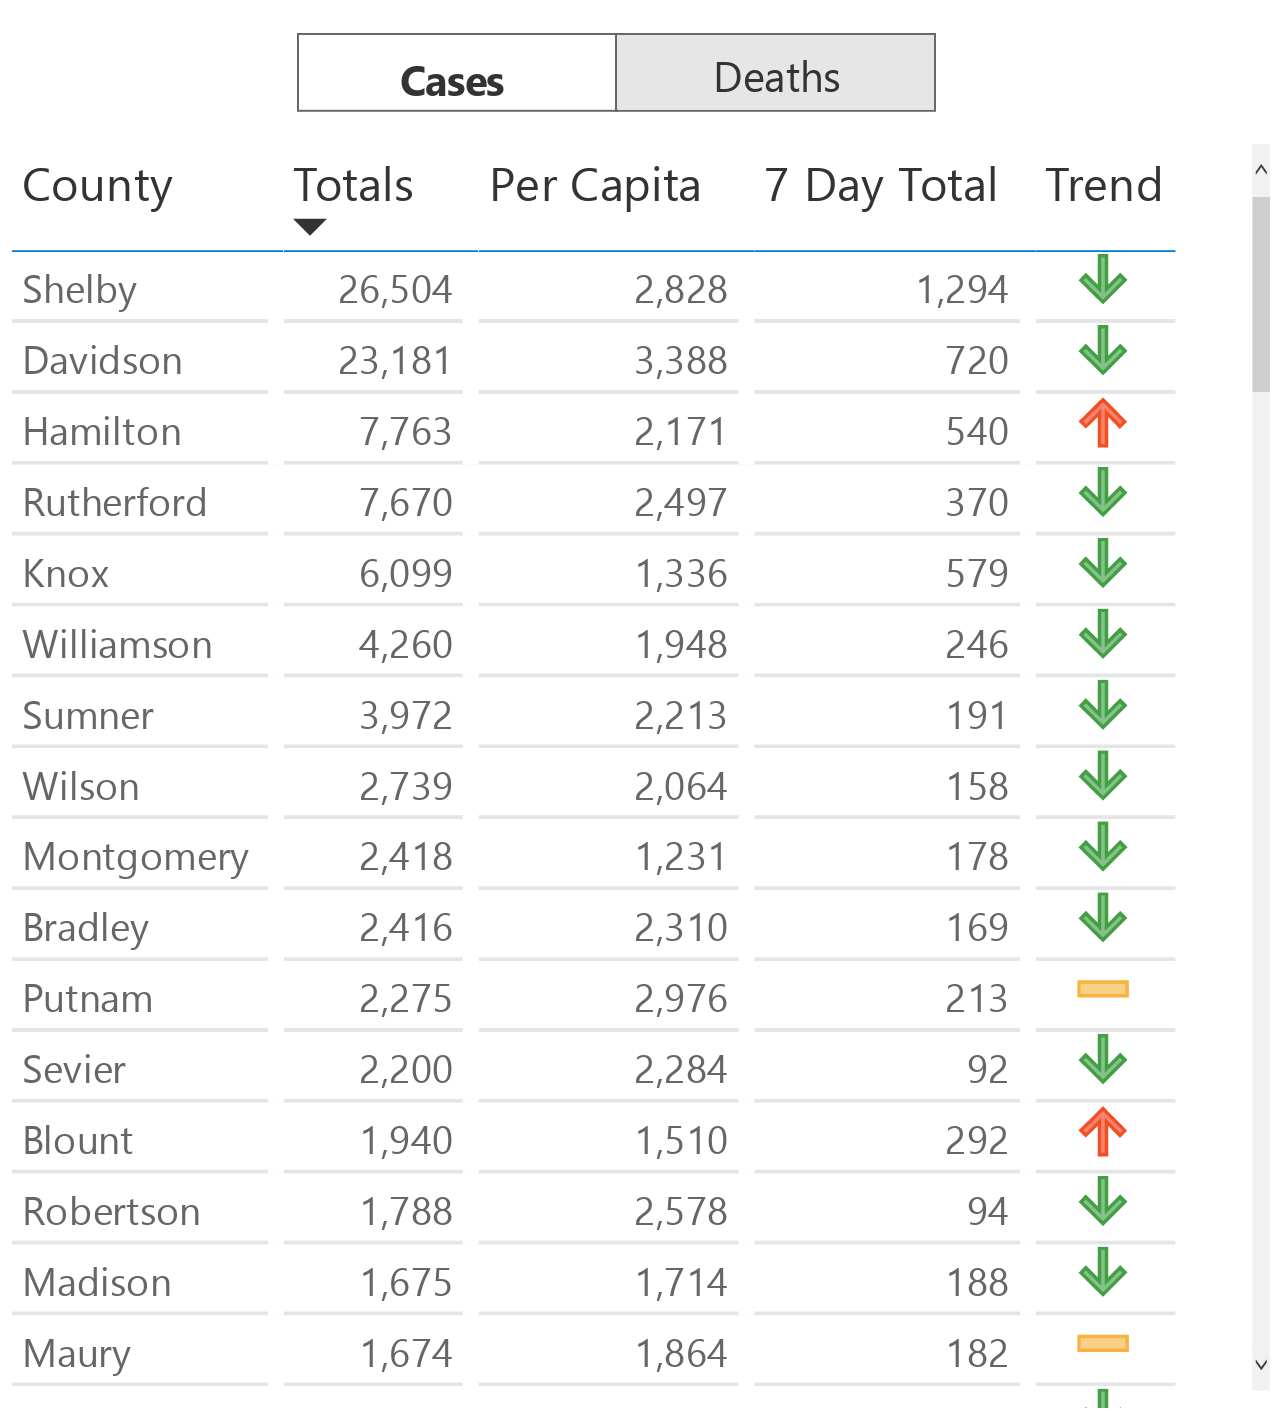 Cases Deaths
County Totals Per Capita 7 Day Total Trend
Shelby 26,504 2,828 1,294
Davidson 23,181 3,388 720
Hamilton 7,763 2,171 540
Rutherford 7,670 2,497 370
Knox 6,099 1,336 579
Williamson 4,260 1,948 246
Sumner 3,972 2,213 191
Wilson 2,739 2,064 158
Montgomery 2,418 1,231 178
Bradley 2,416 2,310 169
Putnam 2,275 2,976 213
Sevier 2,200 2,284 92
Blount 1,940 1,510 292
Robertson 1,788 2,578 94
Madison 1,675 1,714 188
Maury 1,674 1,864 182